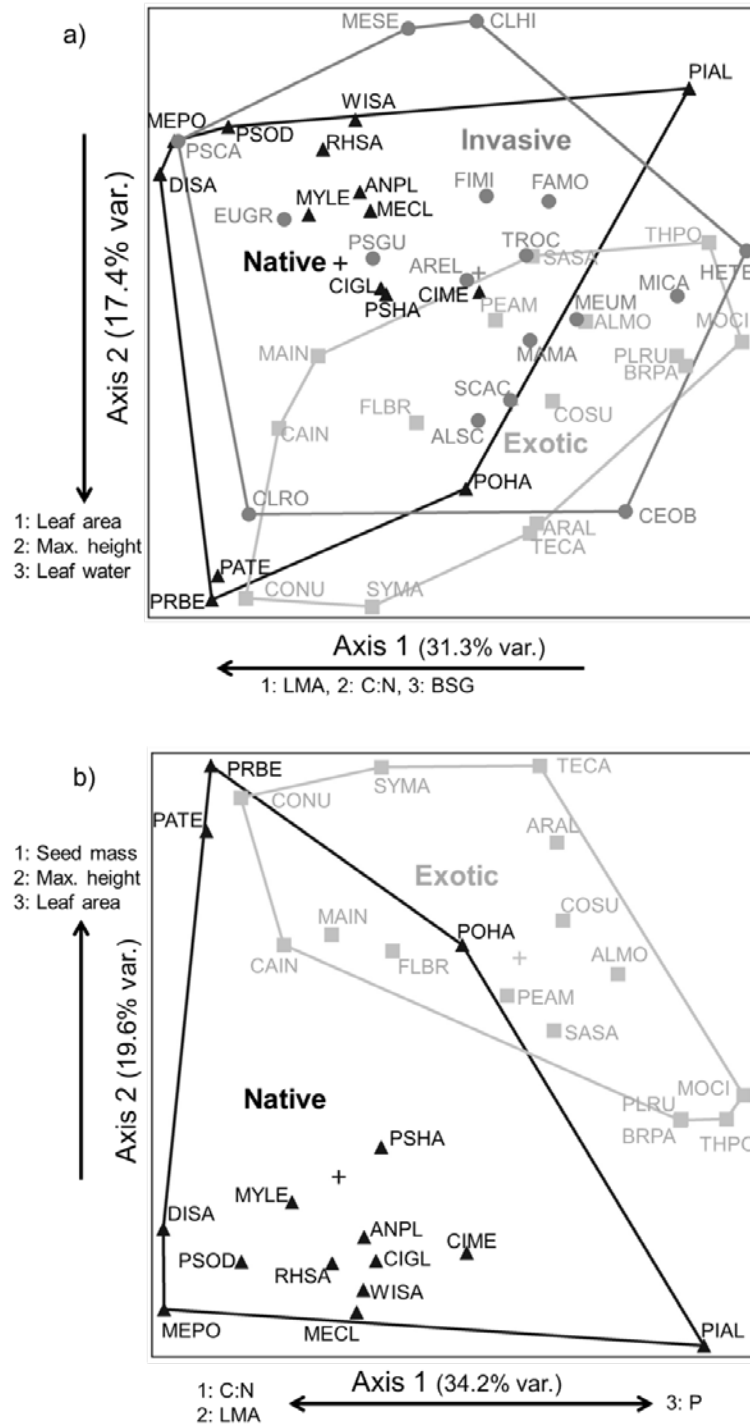 a)
MESE CLHI
PIAL
WISA
MEPO
PSOD
PSCA RHSA Invasive
DISA
ANPL FIMI FAMO
MYLE
EUGR MECL
THPO
PSGU TROC
SASA
Native + AREL + HETE
CIGL CIME MICA
PSHA
PEAM MEUM
ALMO MOCI
MAIN MAMA
PLRU
BRPA
SCAC
FLBR COSU
CAIN ALSC
Exotic
POHA
CLRO CEOB
ARAL
TECA
PATE
CONU
PRBE SYMA
Axis 2 (17.4% var.)
1: Leaf area
2: Max. height
3: Leaf water
Axis 1 (31.3% var.)
1: LMA, 2: C:N, 3: BSG
b)
PRBE TECA
SYMA
CONU
PATE
ARAL
Exotic
COSU
MAIN
POHA
CAIN FLBR ALMO
+
PEAM
SASA
MOCI
PLRU
BRPA THPO
Native
PSHA
+
MYLE
DISA
ANPL
CIME
PSOD
RHSA CIGL
WISA
MEPO MECL PIAL
1: Seed mass
2: Max. height
3: Leaf area
Axis 2 (19.6% var.)
1: C:N
2: LMA
Axis 1 (34.2% var.)
3: P